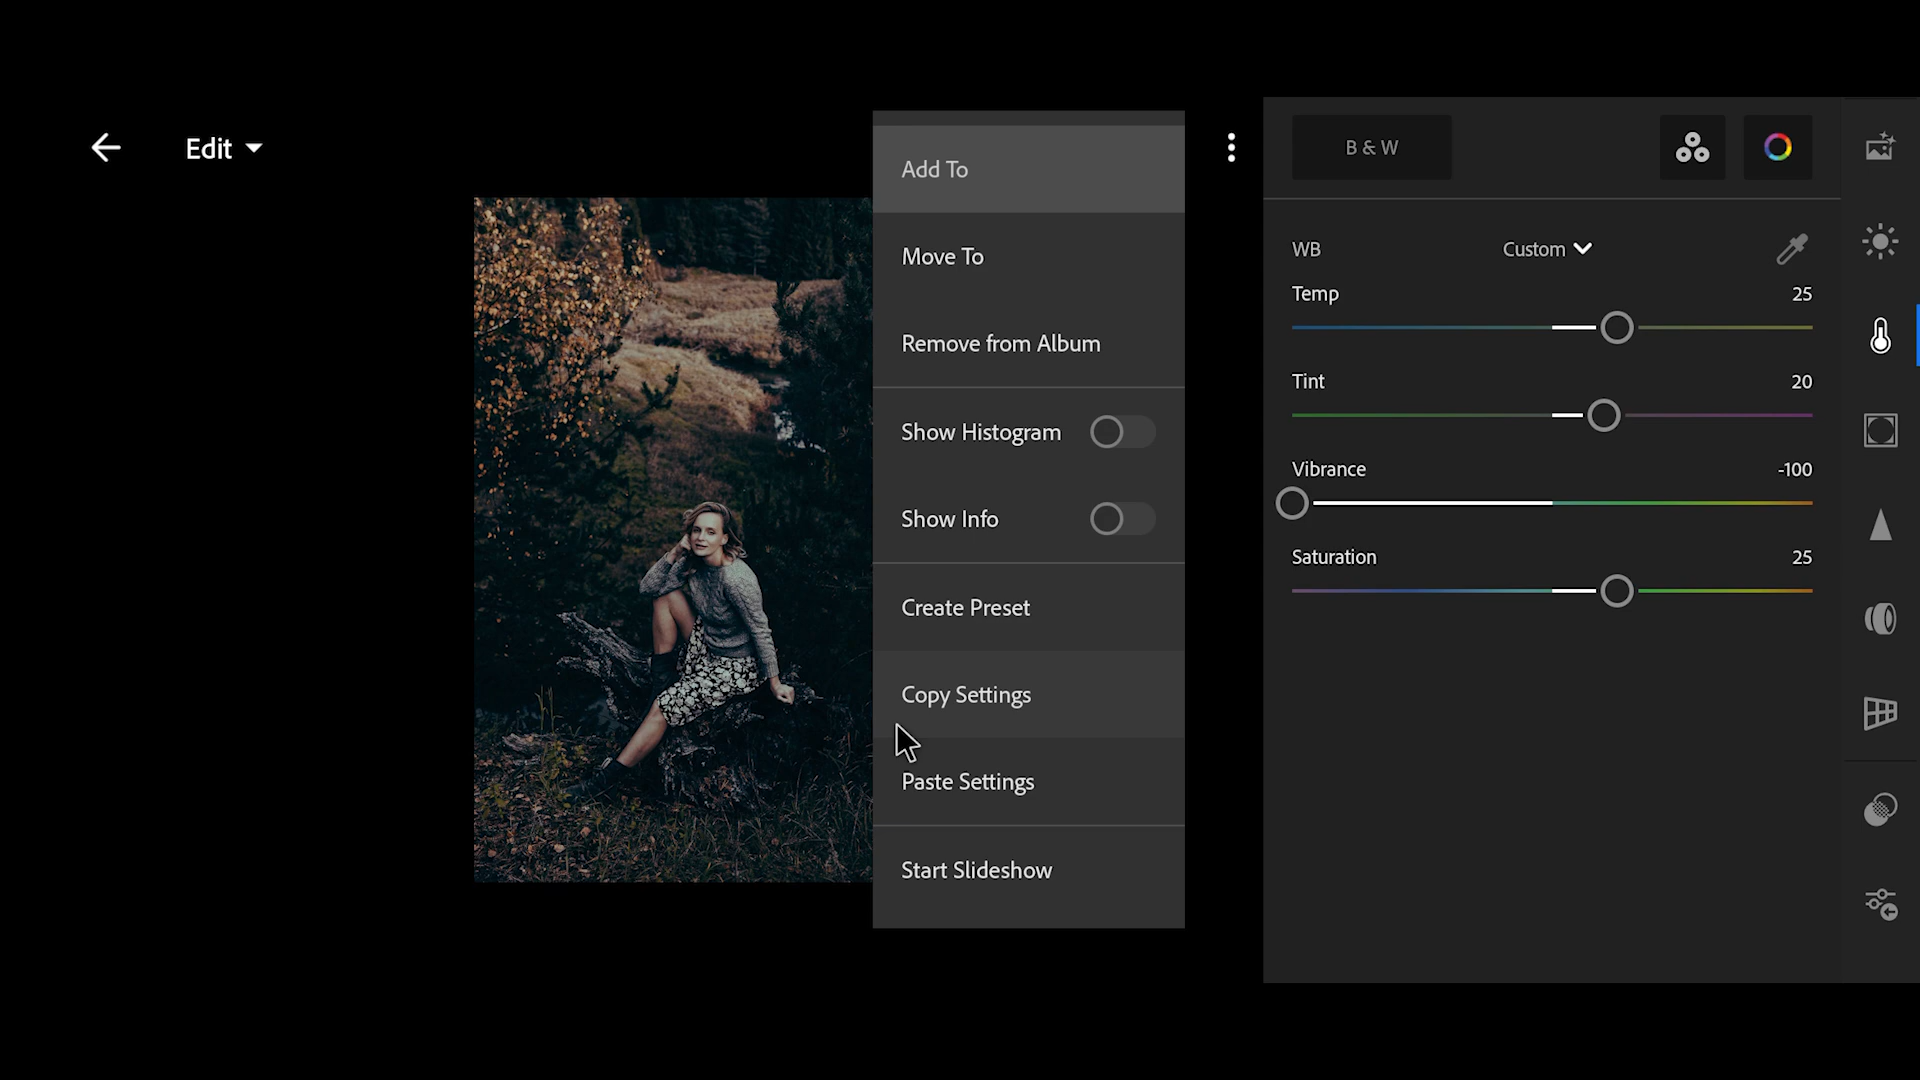 Edit
Add To
Move To
Remove from Album
Show Histogram
Show Info
Create Preset
Copy Settings
Paste Settings
Start Slideshow
B & W
WB Custom
Temp 25
Tint 20
Vibrance -100
Saturation 25